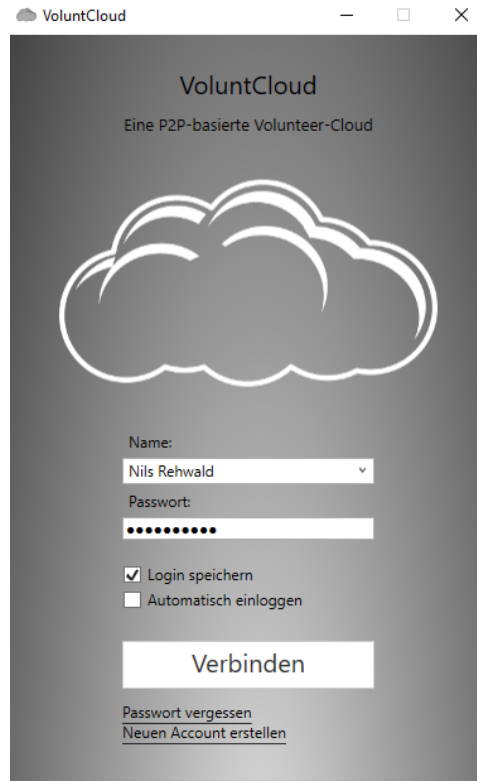 VoluntCloud
VoluntCloud
Eine P2P-basierte Volunteer-Cloud
Name:
Nils Rehwald
Passwort:
●●●●●●●●●●
Login speichern
Automatisch einloggen
Verbinden
Passwort vergessen
Neuen Account erstellen